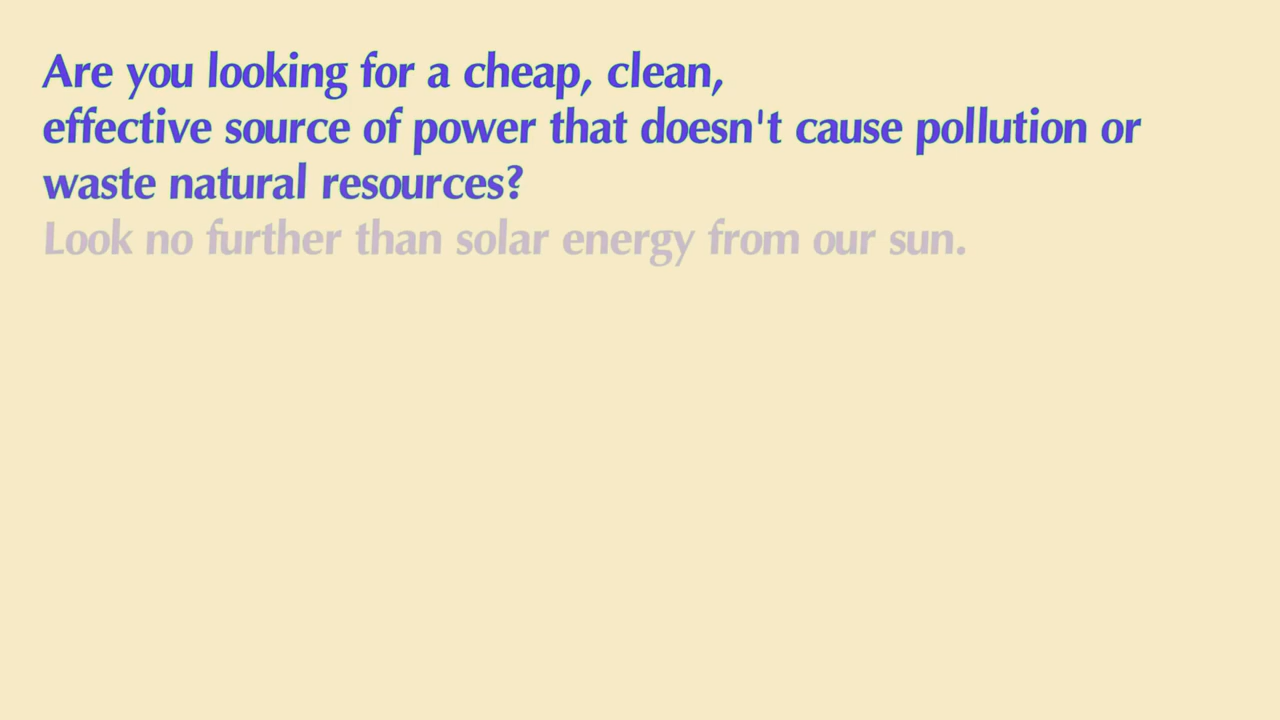 Are you looking for a cheap, clean,
effective source of power that doesn't cause pollution or
waste natural resources?
Look no further than solar energy from our sun.